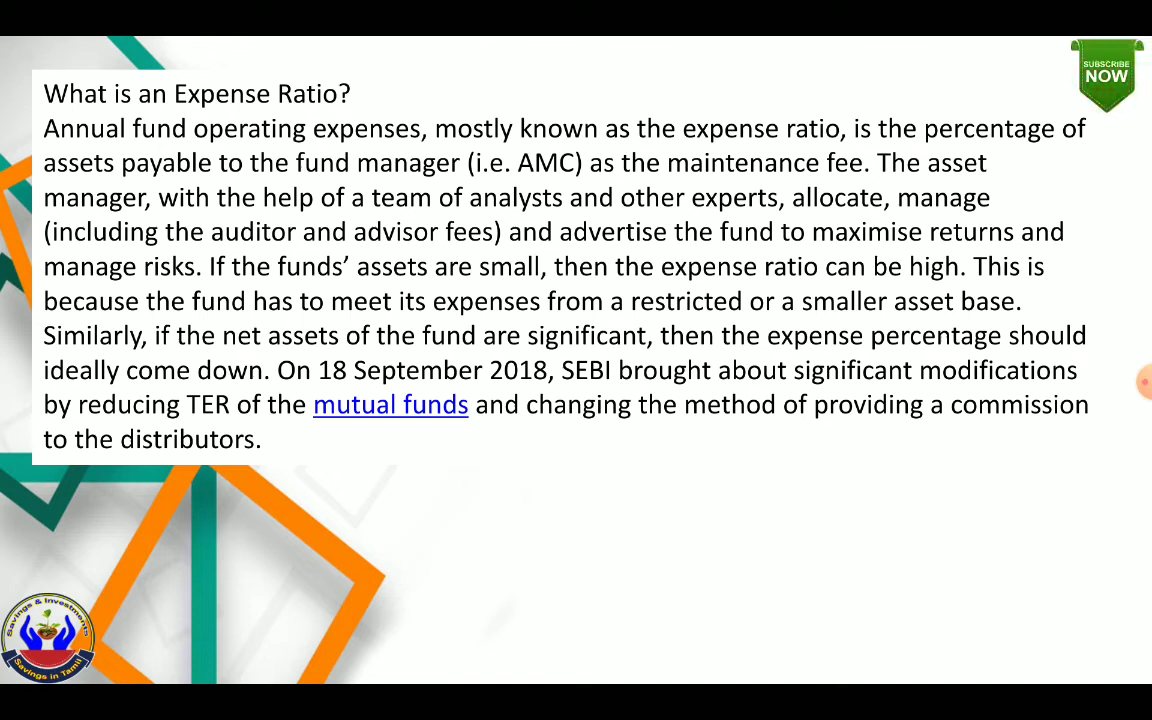 SUBSCRIBE
NOW
What is an Expense Ratio?
Annual fund operating expenses, mostly known as the expense ratio, is the percentage of
assets payable to the fund manager (i.e. AMC) as the maintenance fee. The asset
manager, with the help of a team of analysts and other experts, allocate, manage
(including the auditor and advisor fees) and advertise the fund to maximise returns and
manage risks. If the funds’ assets are small, then the expense ratio can be high. This is
because the fund has to meet its expenses from a restricted or a smaller asset base.
Similarly, if the net assets of the fund are significant, then the expense percentage should
ideally come down. On 18 September 2018, SEBI brought about significant modifications
by reducing TER of the mutual funds and changing the method of providing a commission
to the distributors.
Savings & Investments
Savings in Tamil